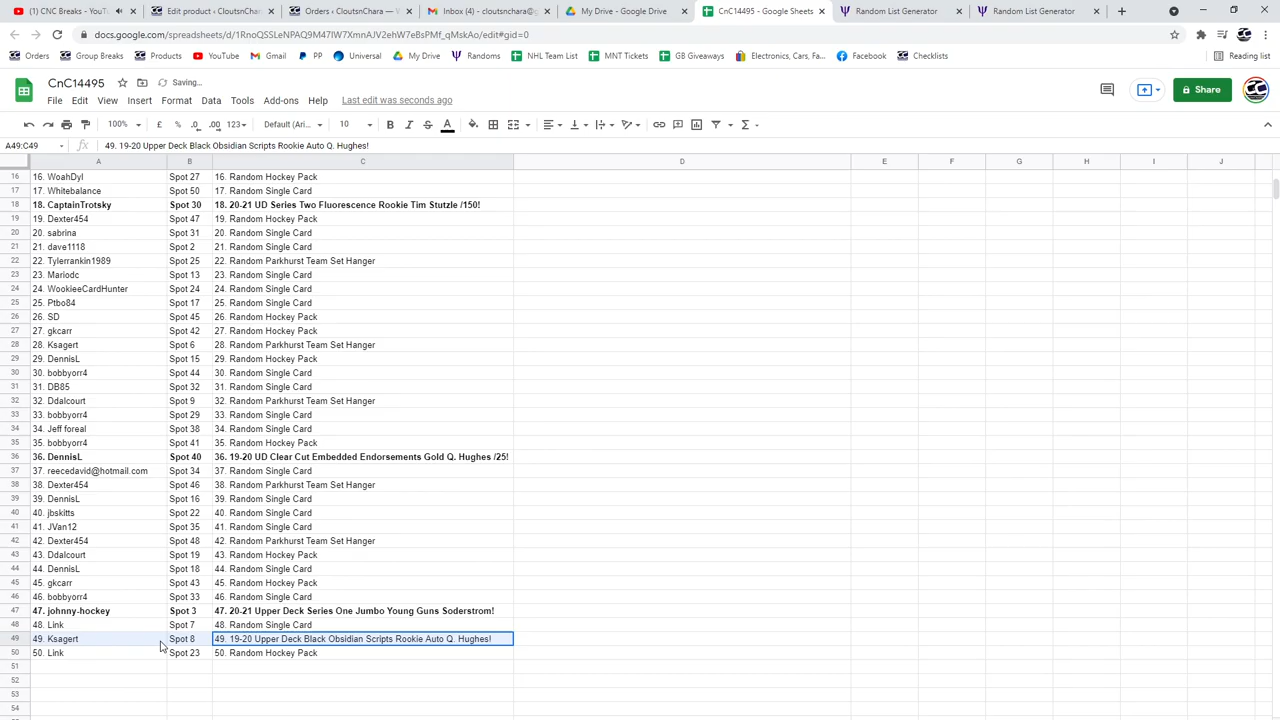 (1) CNC Breaks - YouT
Edit product ‹ CloutsnChara —
Orders ‹ CloutsnChara — W
Inbox (4) - cloutsnchara@g
My Drive - Google Drive
CnC14495 - Google Sheets
Random List Generator
Random List Generator
docs.google.com/spreadsheets/d/1RnoQSSLeNPAQ9M47IW7XmnAJV2ehW7eBsPMf_qMskAo/edit#gid=0
Orders
Group Breaks
Products
YouTube
Gmail
PP
Universal
My Drive
Randoms
NHL Team List
MNT Tickets
GB Giveaways
Electronics, Cars, Fa...
Facebook
Checklists
Reading list
CnC14495
Saving...
File Edit View Insert Format Data Tools Add-ons Help Last edit was seconds ago
Share
100% £ % .0 .00 123 Default (Ari... 10 B I S A
A49:C49 fx 49. 19-20 Upper Deck Black Obsidian Scripts Rookie Auto Q. Hughes!
A B C D E F G H I J
16 16. WoahDyl Spot 27 16. Random Hockey Pack
17 17. Whitebalance Spot 50 17. Random Single Card
18 18. CaptainTrotsky Spot 30 18. 20-21 UD Series Two Fluorescence Rookie Tim Stutzle /150!
19 19. Dexter454 Spot 47 19. Random Hockey Pack
20 20. sabrina Spot 31 20. Random Single Card
21 21. dave1118 Spot 2 21. Random Single Card
22 22. Tylerrankin1989 Spot 25 22. Random Parkhurst Team Set Hanger
23 23. Mariodc Spot 13 23. Random Single Card
24 24. WookieeCardHunter Spot 24 24. Random Single Card
25 25. Ptbo84 Spot 17 25. Random Single Card
26 26. SD Spot 45 26. Random Hockey Pack
27 27. gkcarr Spot 42 27. Random Hockey Pack
28 28. Ksagert Spot 6 28. Random Parkhurst Team Set Hanger
29 29. DennisL Spot 15 29. Random Hockey Pack
30 30. bobbyorr4 Spot 44 30. Random Single Card
31 31. DB85 Spot 32 31. Random Single Card
32 32. Ddalcourt Spot 9 32. Random Parkhurst Team Set Hanger
33 33. bobbyorr4 Spot 29 33. Random Single Card
34 34. Jeff foreal Spot 38 34. Random Single Card
35 35. bobbyorr4 Spot 41 35. Random Hockey Pack
36 36. DennisL Spot 40 36. 19-20 UD Clear Cut Embedded Endorsements Gold Q. Hughes /25!
37 37. reecedavid@hotmail.com Spot 34 37. Random Single Card
38 38. Dexter454 Spot 46 38. Random Parkhurst Team Set Hanger
39 39. DennisL Spot 16 39. Random Single Card
40 40. jbskitts Spot 22 40. Random Single Card
41 41. JVan12 Spot 35 41. Random Single Card
42 42. Dexter454 Spot 48 42. Random Parkhurst Team Set Hanger
43 43. Ddalcourt Spot 19 43. Random Hockey Pack
44 44. DennisL Spot 18 44. Random Single Card
45 45. gkcarr Spot 43 45. Random Hockey Pack
46 46. bobbyorr4 Spot 33 46. Random Single Card
47 47. johnny-hockey Spot 3 47. 20-21 Upper Deck Series One Jumbo Young Guns Soderstrom!
48 48. Link Spot 7 48. Random Single Card
49 49. Ksagert Spot 8 49. 19-20 Upper Deck Black Obsidian Scripts Rookie Auto Q. Hughes!
50 50. Link Spot 23 50. Random Hockey Pack
51
52
53
54